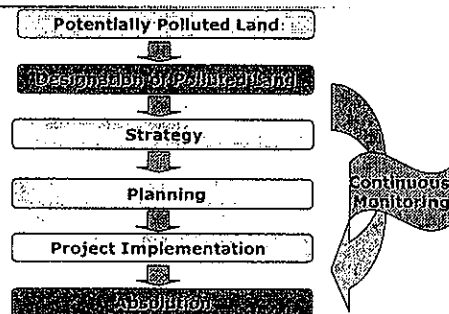 Potentially Polluted Land
Designation of Polluted Land
Strategy
Planning
Project Implementation
Absolution
Continuous
Monitoring